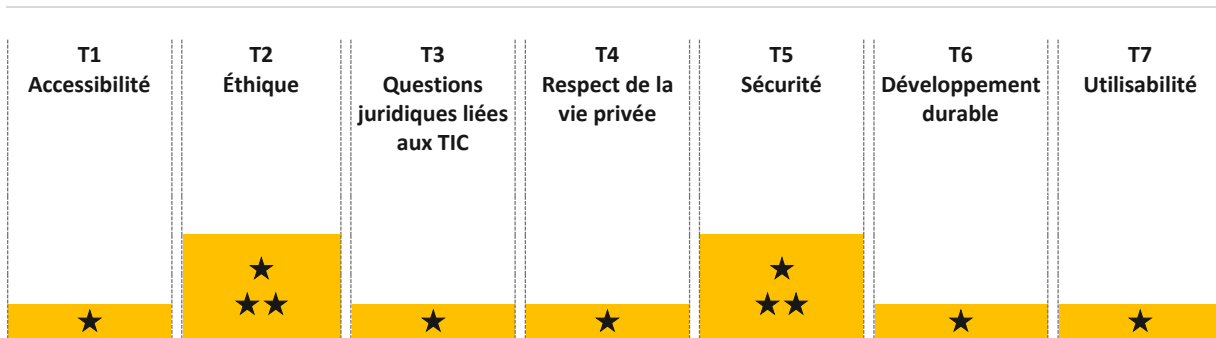 T1
Accessibilité
T2
Éthique
T3
Questions
juridiques liées
aux TIC
T4
Respect de la
vie privée
T5
Sécurité
T6
Développement
durable
T7
Utilisabilité